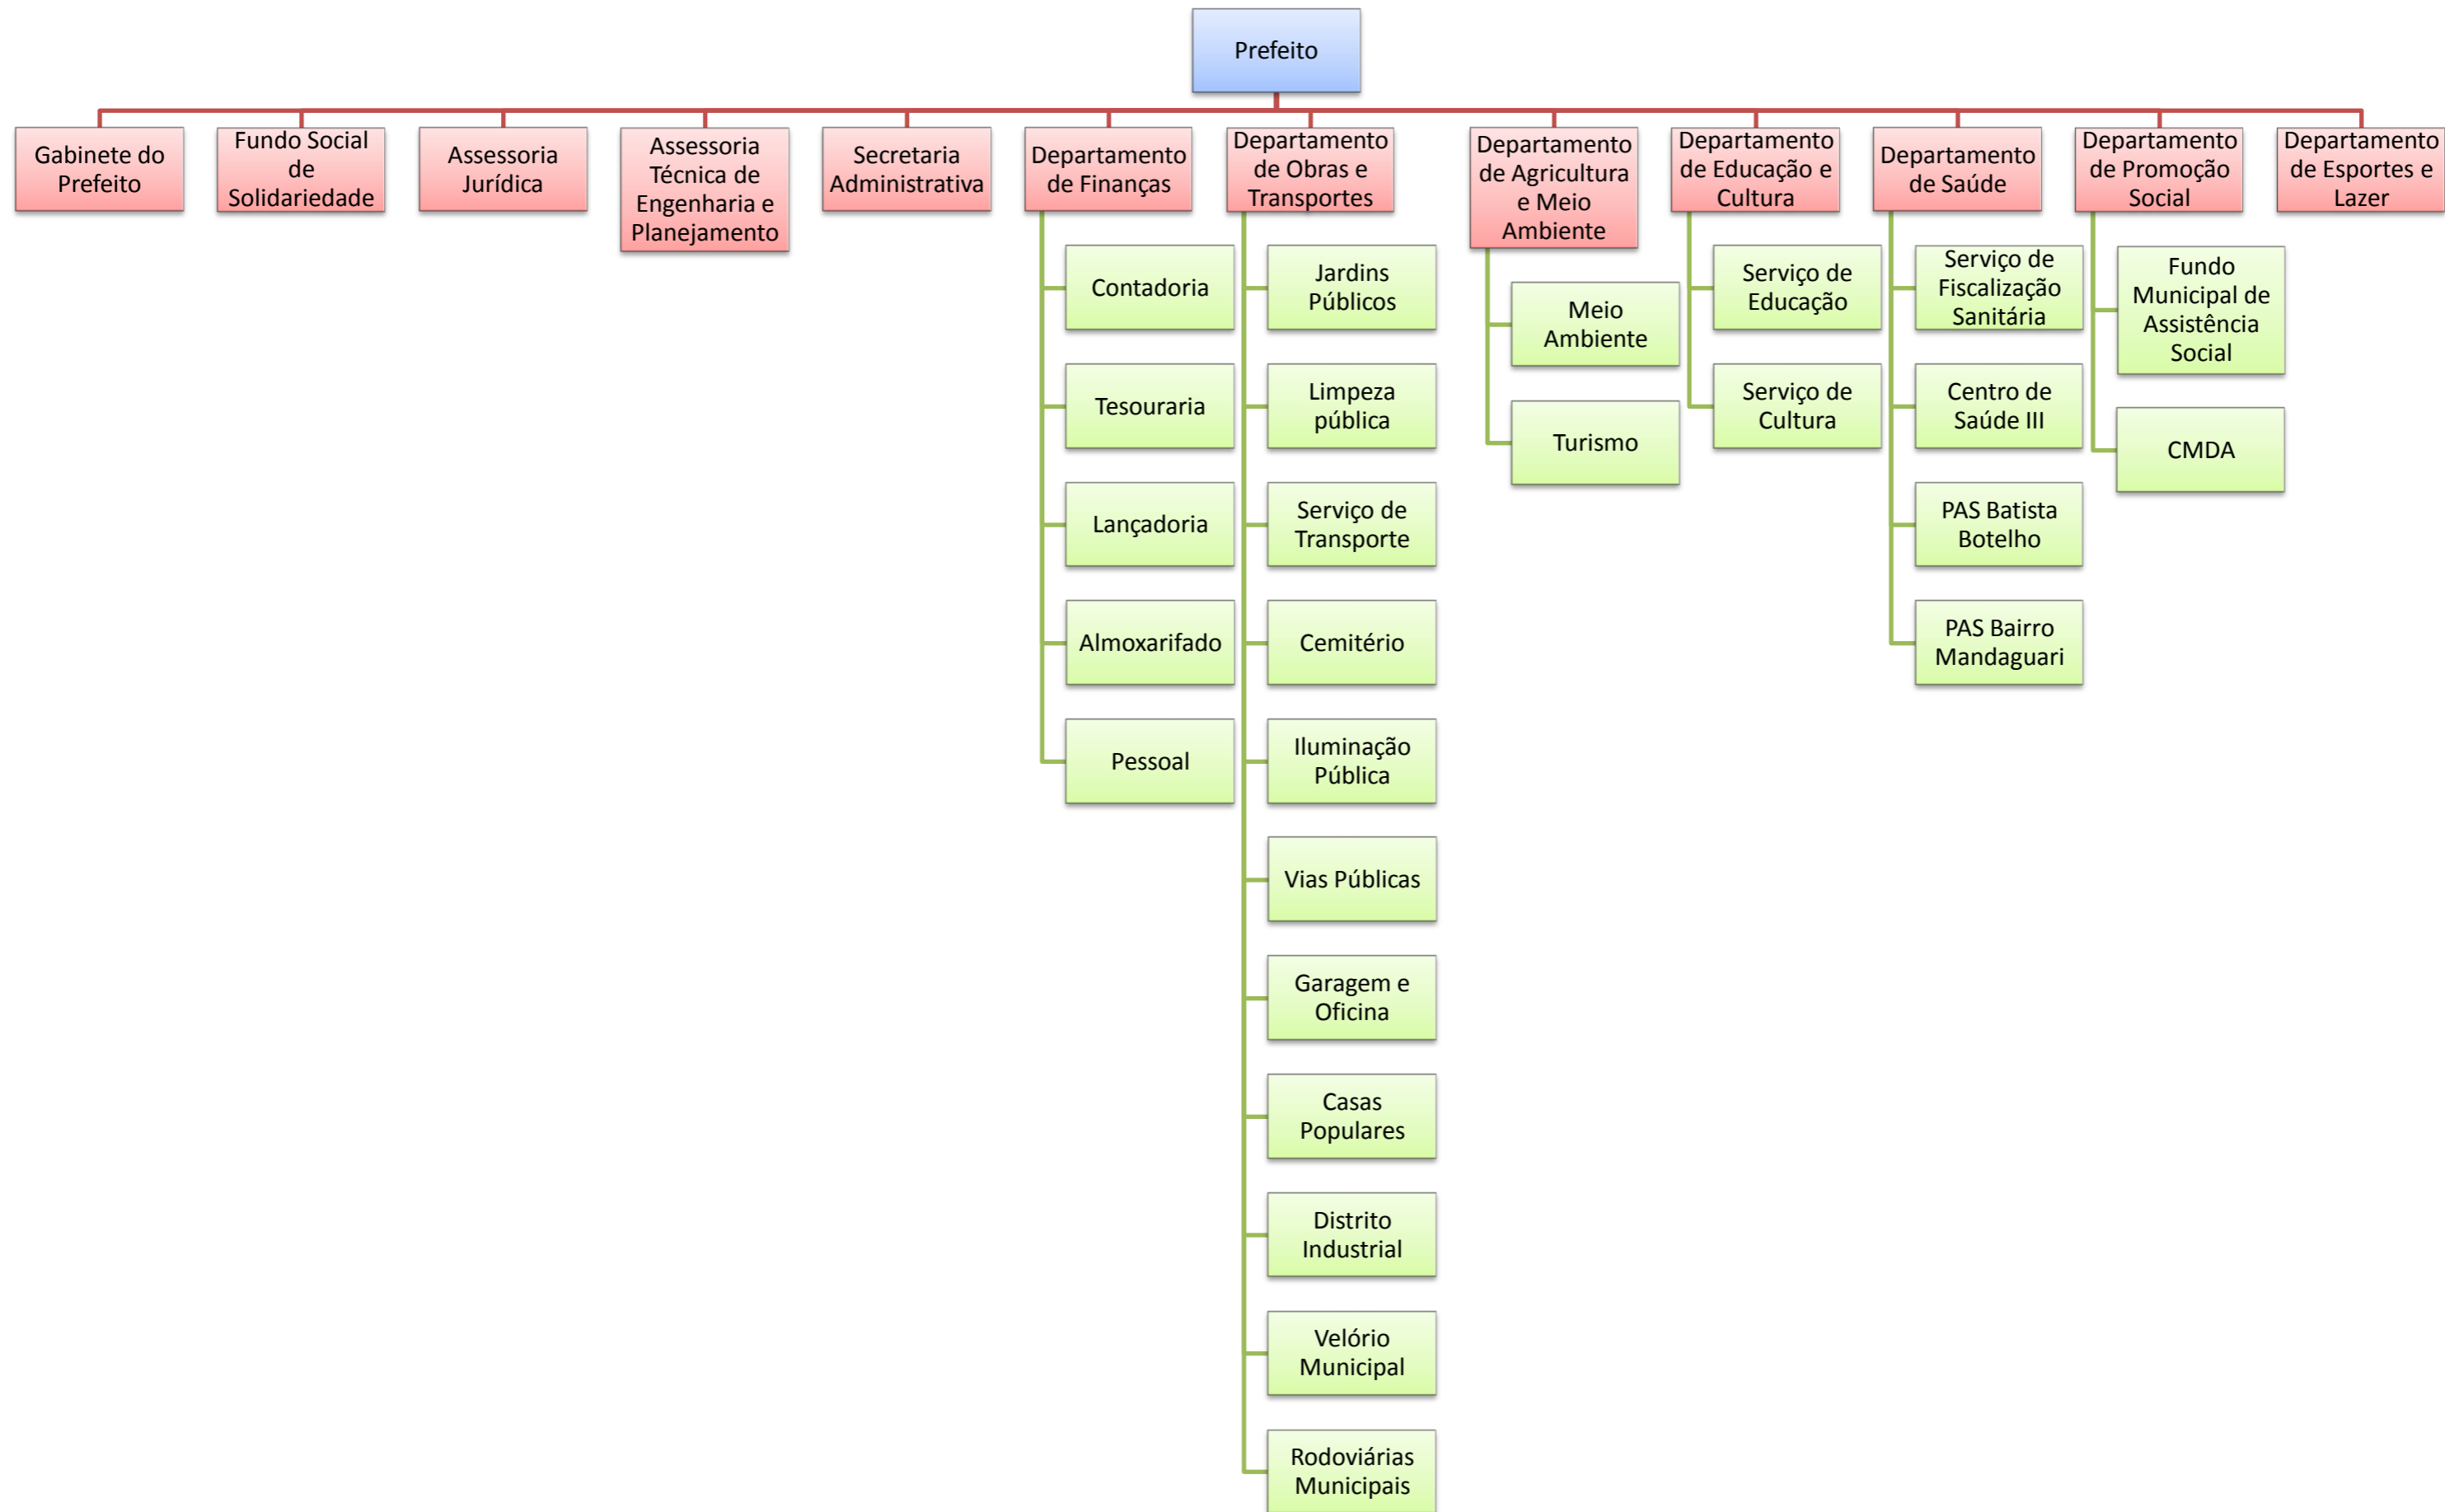 Prefeito
Gabinete do
Prefeito
Fundo Social
de
Solidariedade
Assessoria
Jurídica
Assessoria
Técnica de
Engenharia e
Planejamento
Secretaria
Administrativa
Departamento
de Finanças
Contadoria
Tesouraria
Lançadoria
Almoxarifado
Pessoal
Departamento
de Obras e
Transportes
Jardins
Públicos
Limpeza
pública
Serviço de
Transporte
Cemitério
Iluminação
Pública
Vias Públicas
Garagem e
Oficina
Casas
Populares
Distrito
Industrial
Velório
Municipal
Rodoviárias
Municipais
Departamento
de Agricultura
e Meio
Ambiente
Meio
Ambiente
Turismo
Departamento
de Educação e
Cultura
Serviço de
Educação
Serviço de
Cultura
Departamento
de Saúde
Serviço de
Fiscalização
Sanitária
Centro de
Saúde III
PAS Batista
Botelho
PAS Bairro
Mandaguari
Departamento
de Promoção
Social
Fundo
Municipal de
Assistência
Social
CMDA
Departamento
de Esportes e
Lazer